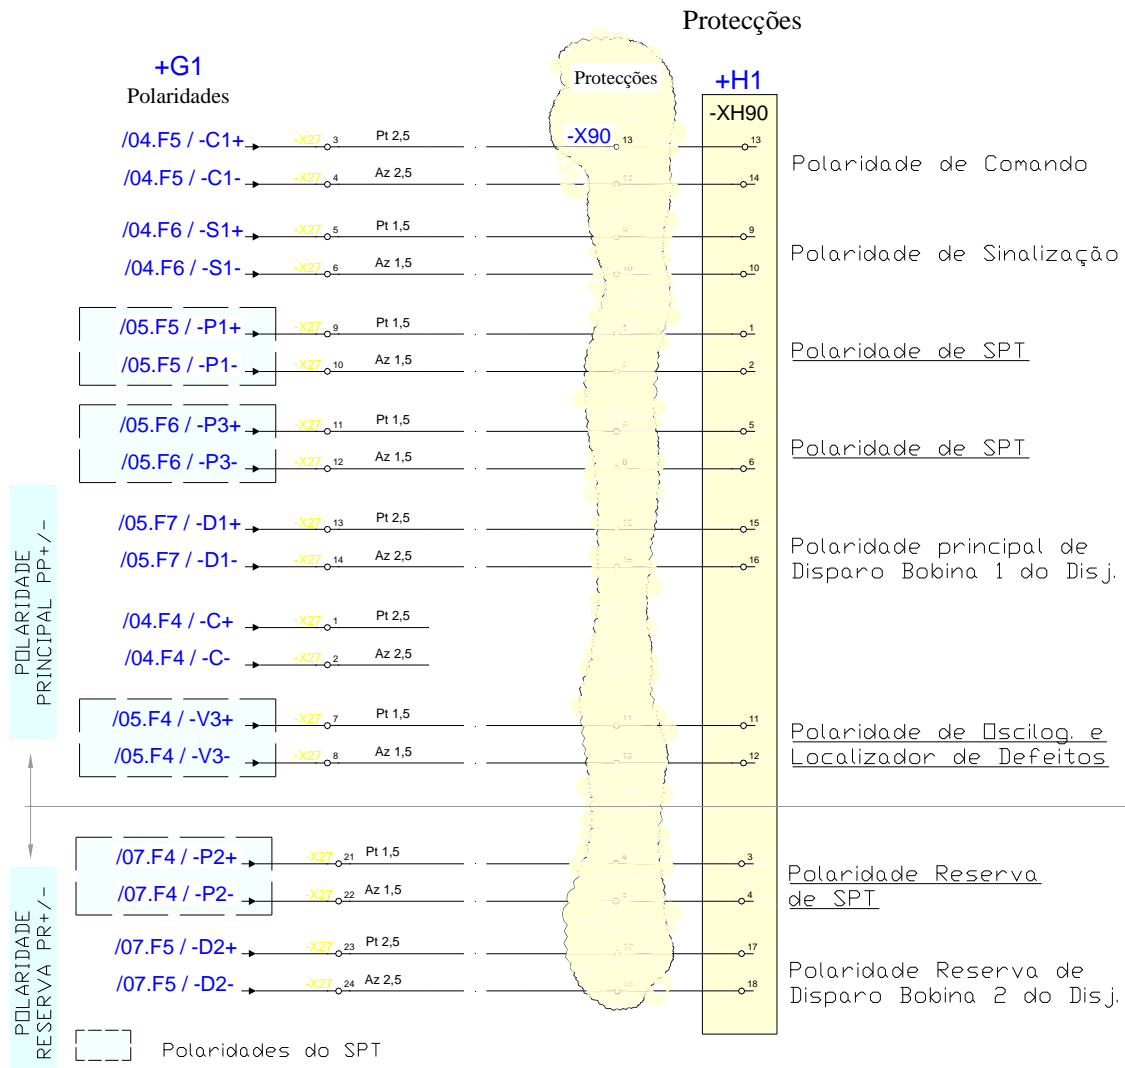 Protecções
+G1
Polaridades
Protecções
+H1
-XH90
/04.F5 / -C1+ -X27 3 Pt 2,5 -X90 13 13
Polaridade de Comando
/04.F5 / -C1- -X27 4 Az 2,5 14
/04.F6 / -S1+ -X27 5 Pt 1,5 9
Polaridade de Sinalização
/04.F6 / -S1- -X27 6 Az 1,5 10 10
/05.F5 / -P1+ -X27 9 Pt 1,5 1
Polaridade de SPT
/05.F5 / -P1- -X27 10 Az 1,5 2
/05.F6 / -P3+ -X27 11 Pt 1,5 5
Polaridade de SPT
/05.F6 / -P3- -X27 12 Az 1,5 6 6
/05.F7 / -D1+ -X27 13 Pt 2,5 15
Polaridade principal de
Disparo Bobina 1 do Disj.
/05.F7 / -D1- -X27 14 Az 2,5 16
/04.F4 / -C+ -X27 1 Pt 2,5
/04.F4 / -C- -X27 2 Az 2,5
POLARIDADE
PRINCIPAL PP+/-
/05.F4 / -V3+ -X27 7 Pt 1,5 11 11
Polaridade de Oscilog. e
Localizador de Defeitos
/05.F4 / -V3- -X27 8 Az 1,5 12 12
/07.F4 / -P2+ -X27 21 Pt 1,5 3
Polaridade Reserva
de SPT
/07.F4 / -P2- -X27 22 Az 1,5 4
/07.F5 / -D2+ -X27 23 Pt 2,5 17 17
Polaridade Reserva de
Disparo Bobina 2 do Disj.
/07.F5 / -D2- -X27 24 Az 2,5 18
POLARIDADE
RESERVA PR+/-
Polaridades do SPT